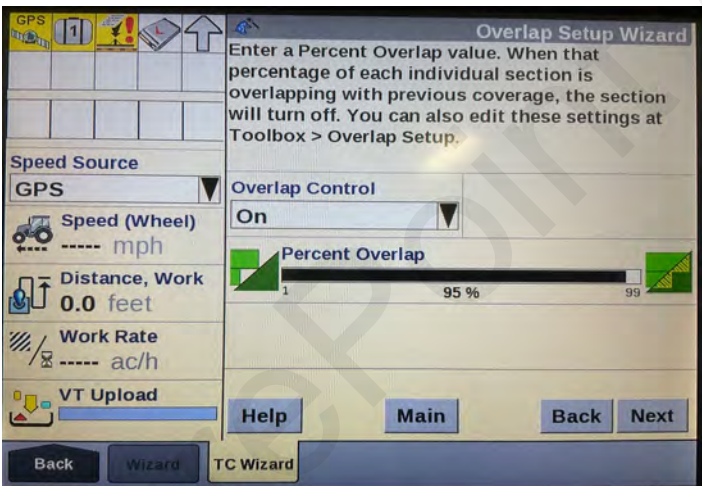 GPS
1
Overlap Setup Wizard
Enter a Percent Overlap value. When that
percentage of each individual section is
overlapping with previous coverage, the section
will turn off. You can also edit these settings at
Toolbox > Overlap Setup.
Speed Source
GPS
Speed (Wheel)
----- mph
Distance, Work
0.0 feet
Work Rate
----- ac/h
VT Upload
Overlap Control
On
Percent Overlap
1
95 %
99
Help
Main
Back
Next
Back
Wizard
TC Wizard